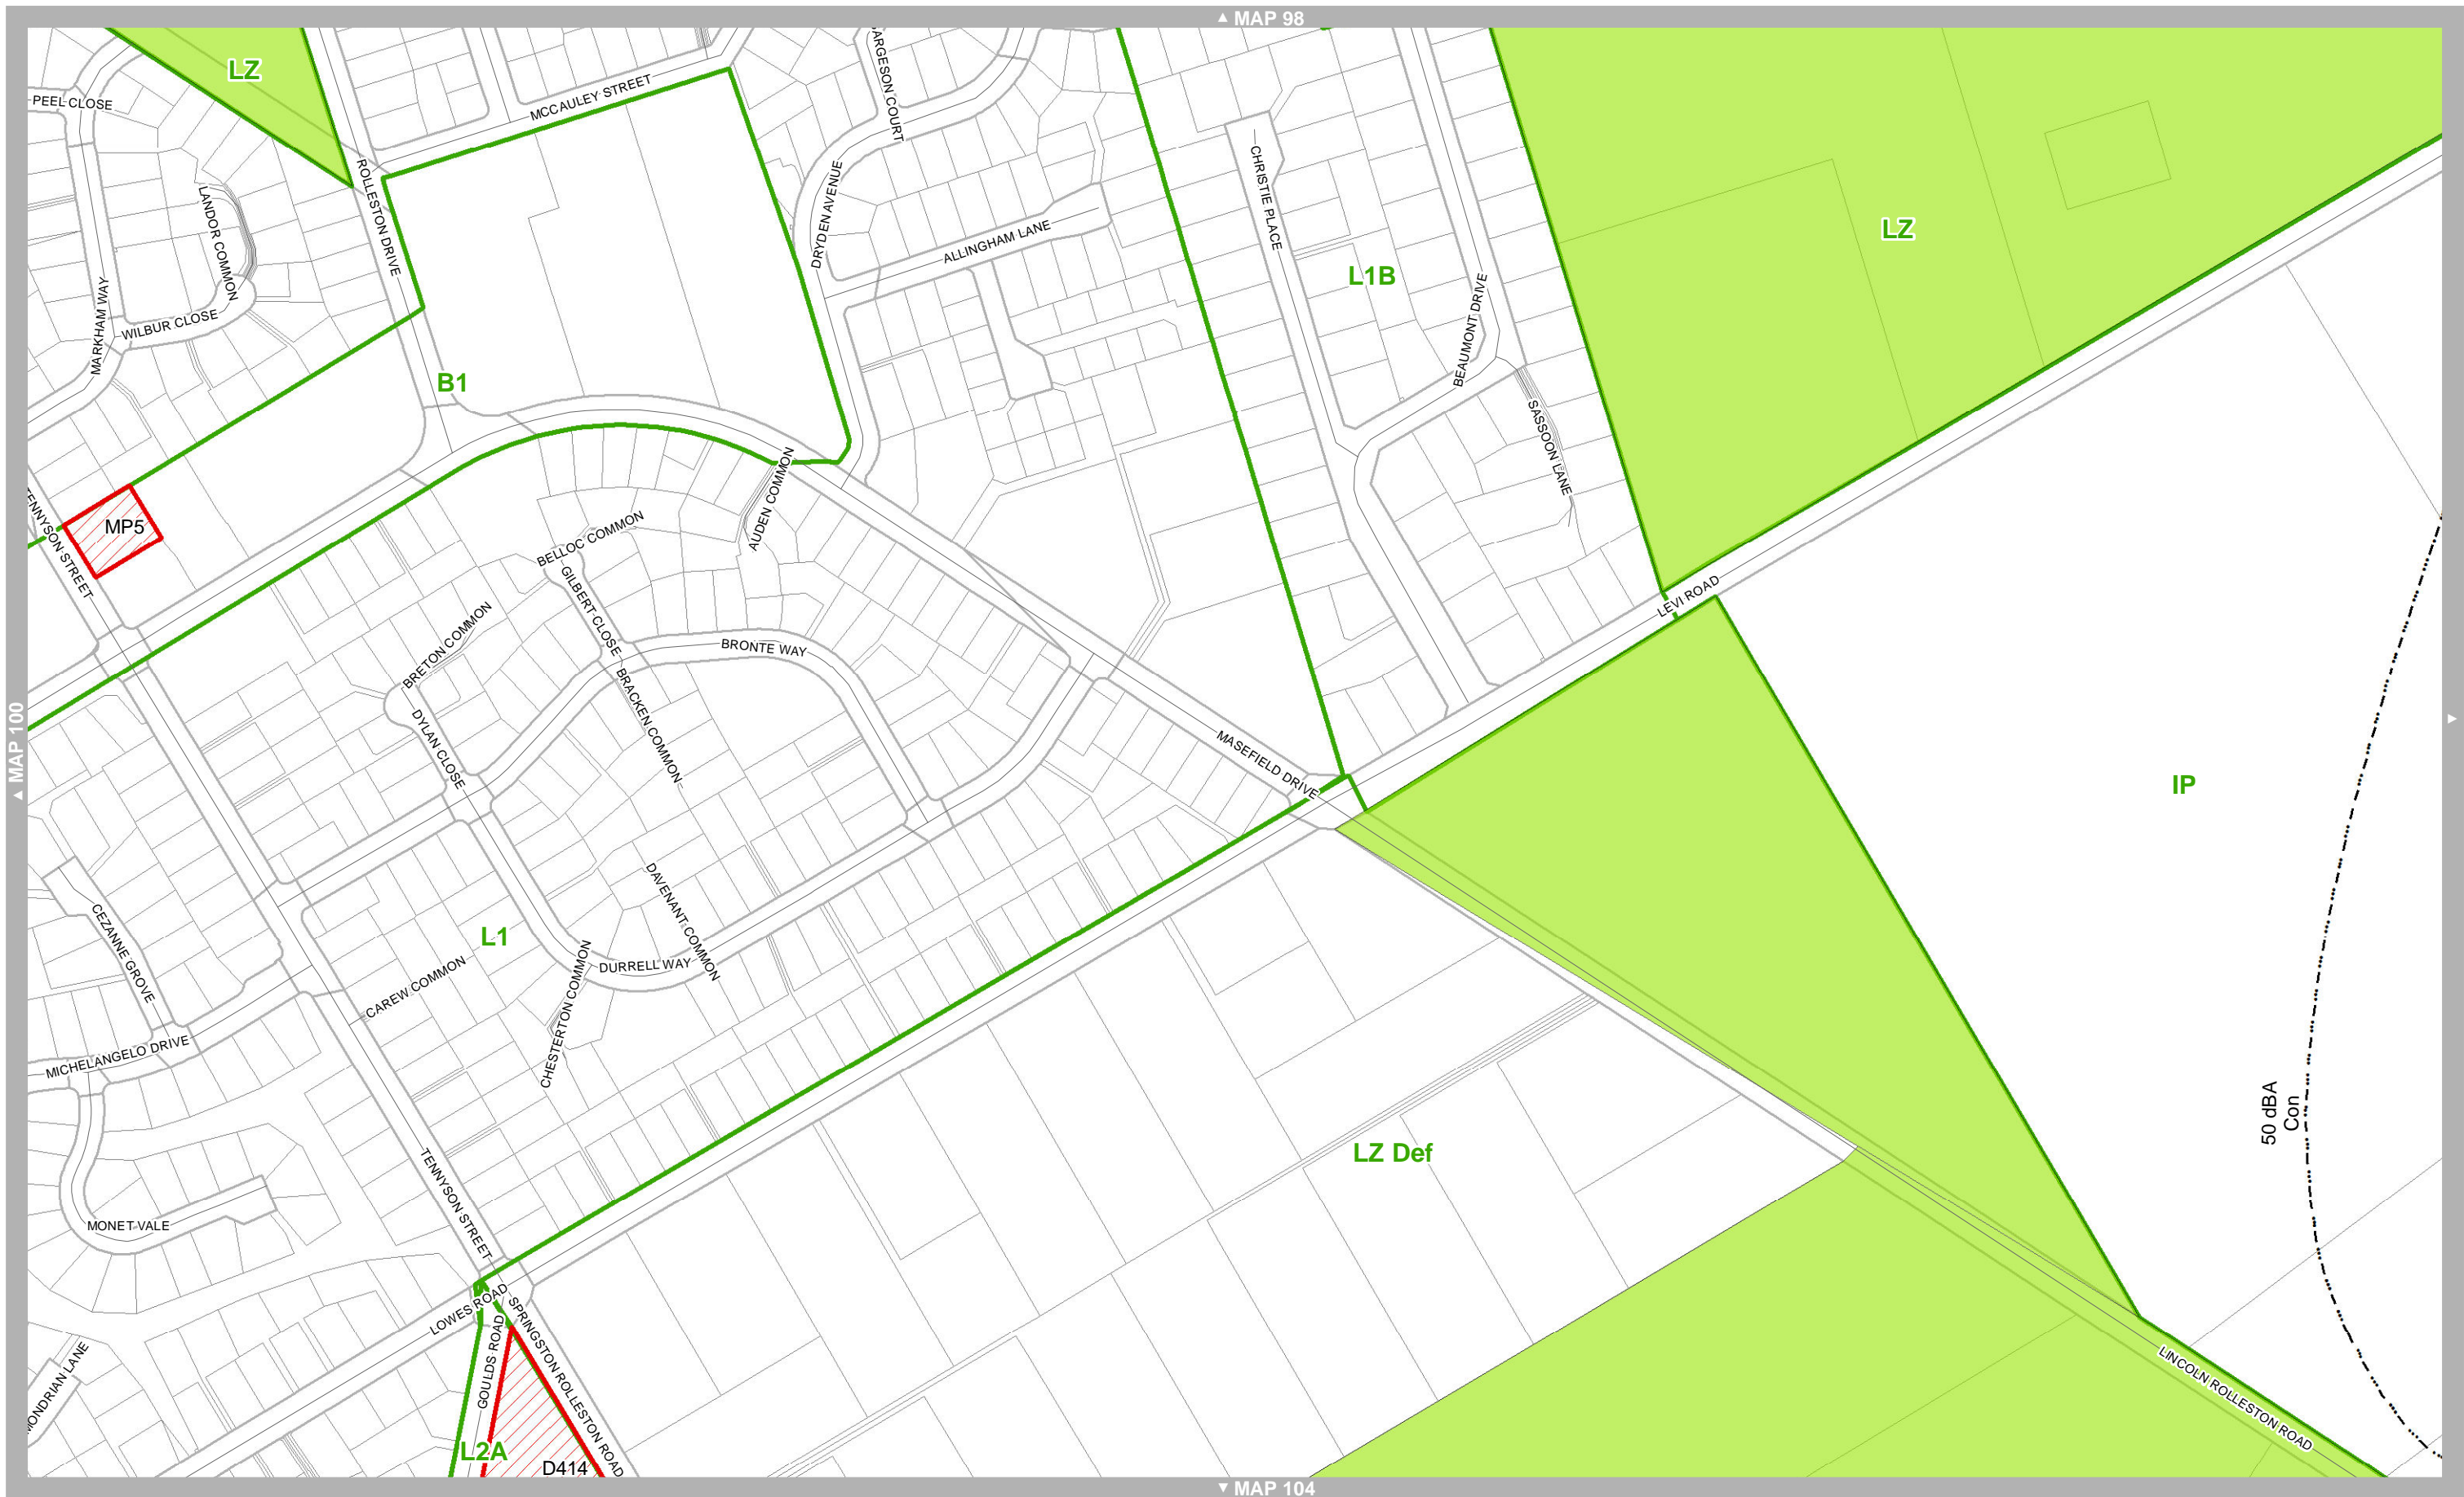 ▲ MAP 98
LZ
PEEL CLOSE
MCCAULEY STREET
ARGESON COURT
ROLLESTON DRIVE
LANDOR COMMON
DRYDEN AVENUE
CHRISTIE PLACE
ALLINGHAM LANE
LZ
L1B
MARKHAM WAY
WILBUR CLOSE
BEAUMONT DRIVE
B1
SASSOON LANE
AUDEN COMMON
MP5
ENNYSON STREET
BELLOC COMMON
GILBERT CLOSE
LEVI ROAD
BRETON COMMON
BRONTE WAY
BRACKEN COMMON
DYLAN CLOSE
◄ MAP 100
MASEFIELD DRIVE
IP
DAVENANT COMMON
CEZANNE GROVE
L1
CAREW COMMON
DURRELL WAY
CHESTERTON COMMON
MICHELANGELO DRIVE
50 dBA
Con
LZ Def
TENNYSON STREET
MONET VALE
LOWES ROAD
SPRINGSTON ROLLESTON ROAD
GOULDS ROAD
MONDRIAN LANE
LINCOLN ROLLESTON ROAD
L2A
D414
▼ MAP 104